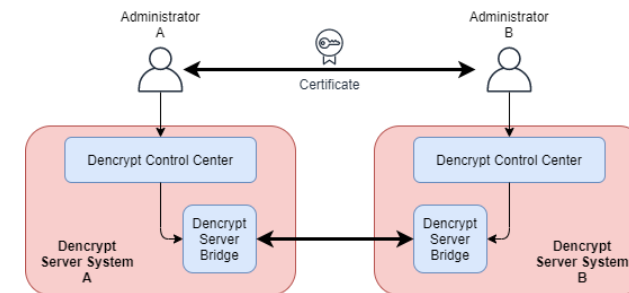 Administrator
A
Administrator
B
Certificate
Dencrypt Control Center
Dencrypt Control Center
Dencrypt
Server
Bridge
Dencrypt
Server
Bridge
Dencrypt
Server System
A
Dencrypt
Server System
B